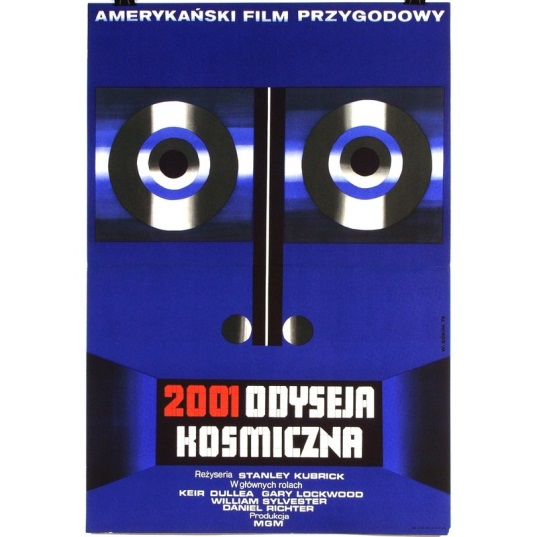 AMERYKAŃSKI FILM PRZYGODOWY
2001 ODYSEJA
KOSMICZNA
Reżyseria STANLEY KUBRICK
W głównych rolach
KEIR DULLEA GARY LOCKWOOD
WILLIAM SYLVESTER
DANIEL RICHTER
Produkcja
MGM